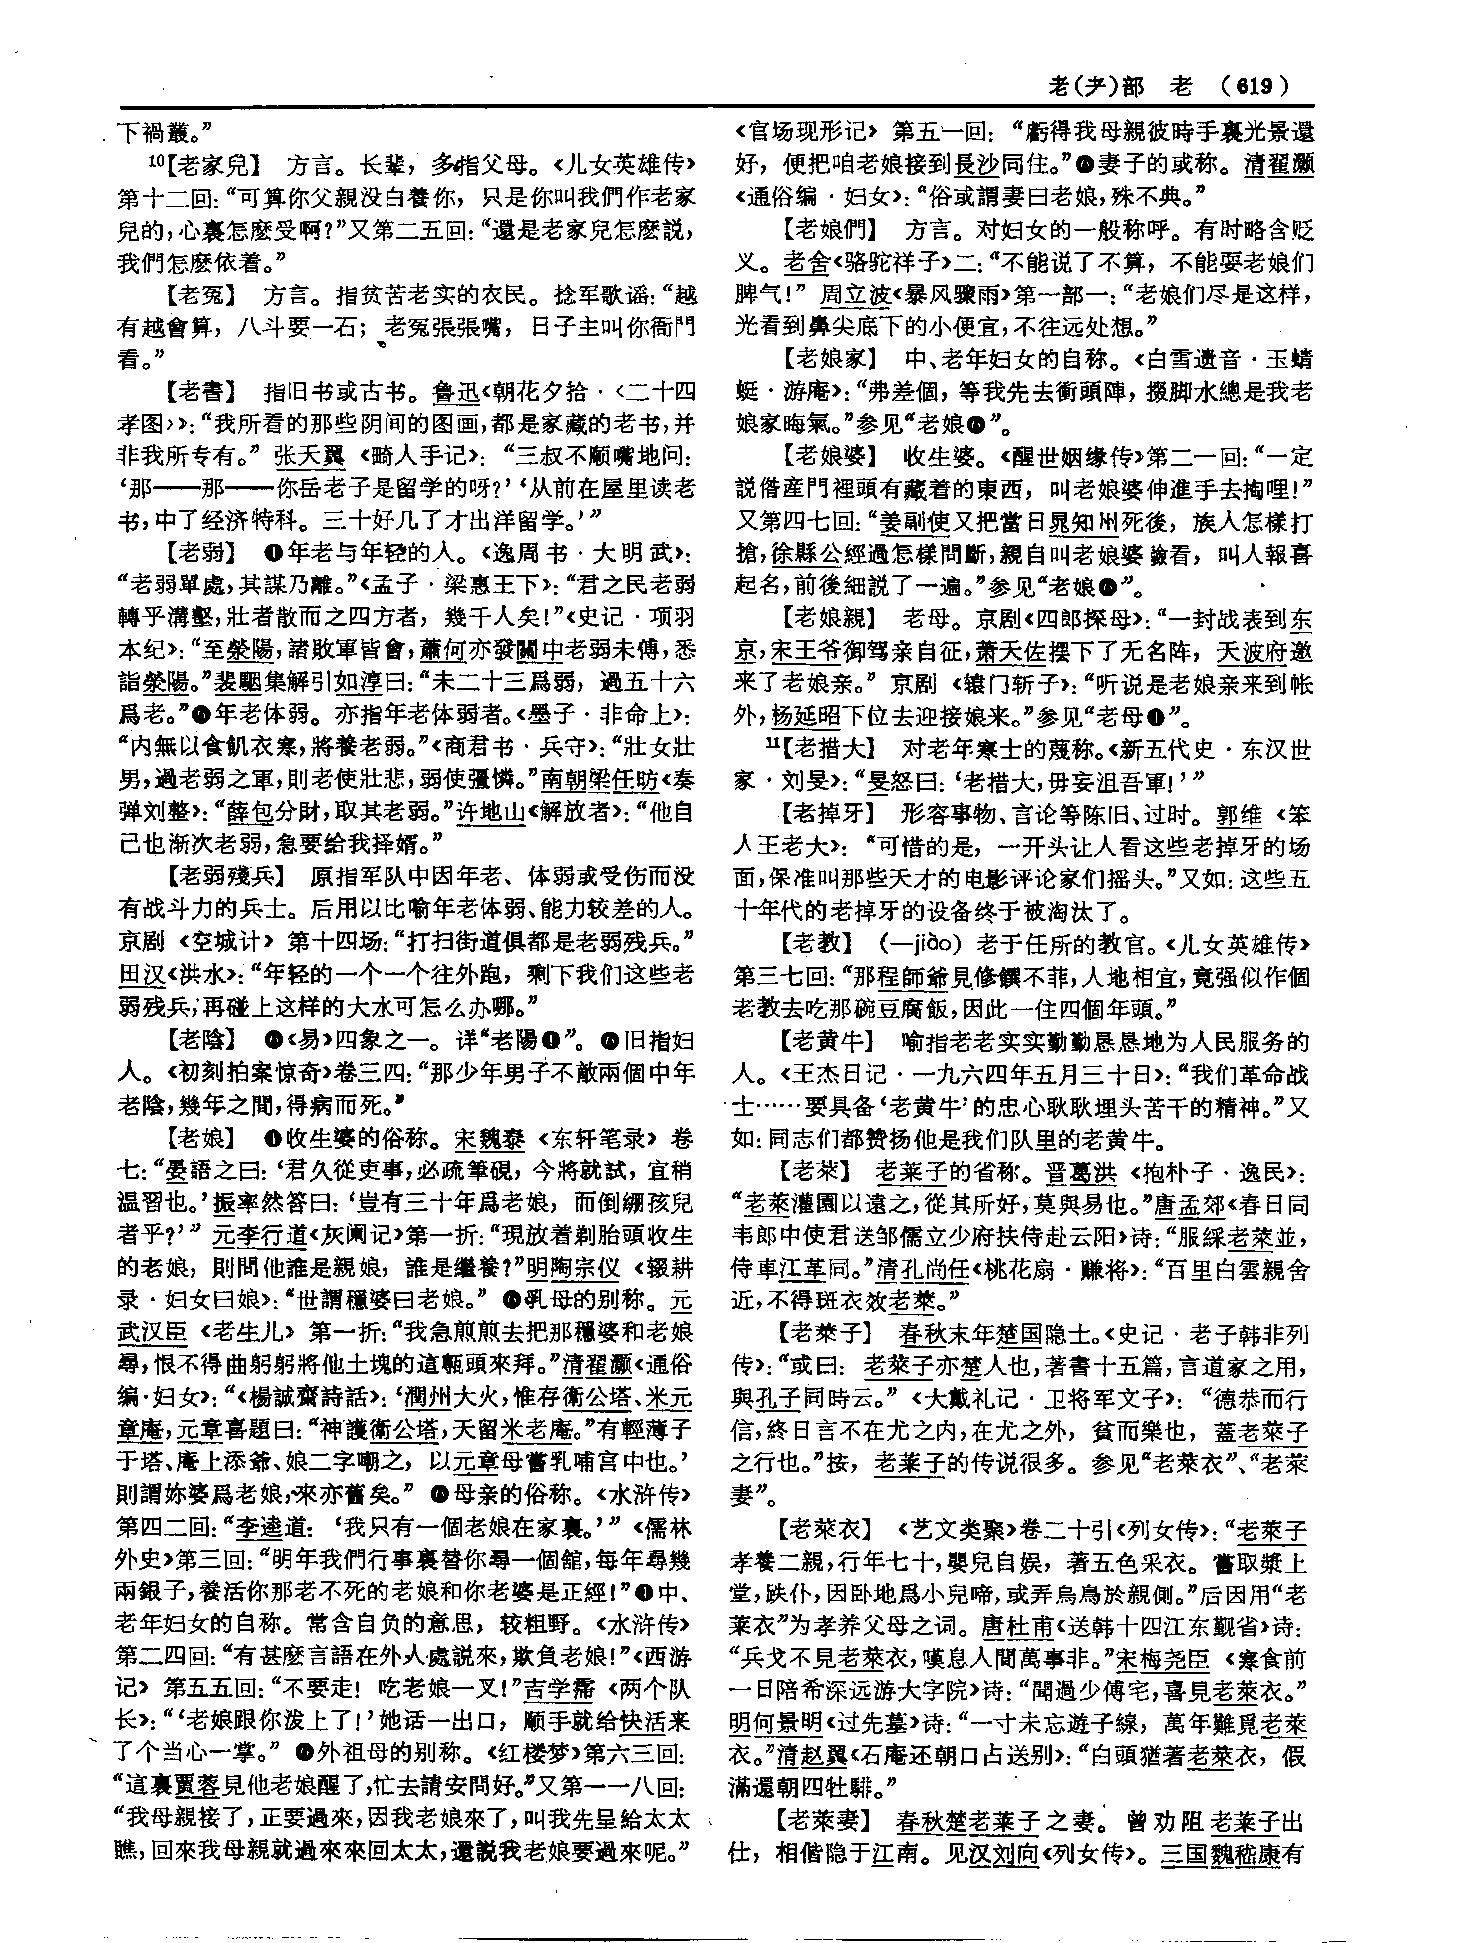 老(耂)部　老　(619)
下禍叢。”
10【老家兒】　方言。长辈，多指父母。《儿女英雄传》
第十二回：“可算你父親没白養你，只是你叫我們作老家
兒的，心裏怎麽受啊？”又第二五回：“還是老家兒怎麽説，
我們怎麽依着。”
【老冤】　方言。指贫苦老实的农民。捻军歌谣：“越
有越會算，八斗要一石；老冤張張嘴，日子主叫你衙門
看。”
【老書】　指旧书或古书。鲁迅《朝花夕拾·〈二十四
孝图〉》：“我所看的那些阴间的图画，都是家藏的老书，并
非我所专有。”张天翼《畸人手记》：“三叔不顺嘴地问：
‘那——那——你岳老子是留学的呀？’‘从前在屋里读老
书，中了经济特科。三十好几了才出洋留学。’”
【老弱】　❶年老与年轻的人。《逸周书·大明武》：
“老弱單處，其謀乃離。”《孟子·梁惠王下》：“君之民老弱
轉乎溝壑，壯者散而之四方者，幾千人矣！”《史记·项羽
本纪》：“至滎陽，諸敗軍皆會，蕭何亦發關中老弱未傅，悉
詣滎陽。”裴駰集解引如淳曰：“未二十三爲弱，過五十六
爲老。”❷年老体弱。亦指年老体弱者。《墨子·非命上》：
“内無以食飢衣寒，將養老弱。”《商君书·兵守》：“壯女壯
男，過老弱之軍，則老使壯悲，弱使彊憐。”南朝梁任昉《奏
弹刘整》：“薛包分財，取其老弱。”许地山《解放者》：“他自
己也渐次老弱，急要给我择婿。”
【老弱殘兵】　原指军队中因年老、体弱或受伤而没
有战斗力的兵士。后用以比喻年老体弱、能力较差的人。
京剧《空城计》第十四场：“打扫街道俱都是老弱残兵。”
田汉《洪水》：“年轻的一个一个往外跑，剩下我们这些老
弱残兵，再碰上这样的大水可怎么办哪。”
【老陰】　❶《易》四象之一。详“老陽❶”。❷旧指妇
人。《初刻拍案惊奇》卷三四：“那少年男子不敵兩個中年
老陰，幾年之間，得病而死。”
【老娘】　❶收生婆的俗称。宋魏泰《东轩笔录》卷
七：“晏語之曰：‘君久從吏事，必疏筆硯，今將就試，宜稍
温習也。’振率然答曰：‘豈有三十年爲老娘，而倒綳孩兒
者乎？’”元李行道《灰阑记》第一折：“現放着剃胎頭收生
的老娘，則問他誰是親娘，誰是繼養？”明陶宗仪《辍耕
录·妇女曰娘》：“世謂穩婆曰老娘。”❷乳母的别称。元
武汉臣《老生儿》第一折：“我急煎煎去把那穩婆和老娘
尋，恨不得曲躬躬將他土塊的這甎頭來拜。”清翟灝《通俗
编·妇女》：“《楊誠齋詩話》：‘潤州大火，惟存衛公塔、米元
章庵，元章喜題曰：“神護衛公塔，天留米老庵。”有輕薄子
于塔、庵上添爺、娘二字嘲之，以元章母嘗乳哺宫中也。’
則謂妳婆爲老娘，來亦舊矣。”❸母亲的俗称。《水浒传》
第四二回：“李逵道：‘我只有一個老娘在家裏。’”《儒林
外史》第三回：“明年我們行事裏替你尋一個館，每年尋幾
兩銀子，養活你那老不死的老娘和你老婆是正經！”❹中、
老年妇女的自称。常含自负的意思，较粗野。《水浒传》
第二四回：“有甚麽言語在外人處説來，欺負老娘！”《西游
记》第五五回：“不要走！吃老娘一叉！”吉学霈《两个队
长》：“‘老娘跟你泼上了！’她话一出口，顺手就给快活来
了个当心一掌。”❺外祖母的别称。《红楼梦》第六三回：
“這裏賈蓉見他老娘醒了，忙去請安問好。”又第一一八回：
“我母親接了，正要過來，因我老娘來了，叫我先呈給太太
瞧，回來我母親就過來來回太太，還説我老娘要過來呢。”
《官场现形记》第五一回：“虧得我母親彼時手裏光景還
好，便把咱老娘接到長沙同住。”❻妻子的或称。清翟灏
《通俗编·妇女》：“俗或謂妻曰老娘，殊不典。”
【老娘們】　方言。对妇女的一般称呼。有时略含贬
义。老舍《骆驼祥子》二：“不能说了不算，不能耍老娘们
脾气！”周立波《暴风骤雨》第一部一：“老娘们尽是这样，
光看到鼻尖底下的小便宜，不往远处想。”
【老娘家】　中、老年妇女的自称。《白雪遗音·玉蜻
蜓·游庵》：“弗差個，等我先去衝頭陣，掇脚水總是我老
娘家晦氣。”参见“老娘❹”。
【老娘婆】　收生婆。《醒世姻缘传》第二一回：“一定
説偺産門裡頭有藏着的東西，叫老娘婆伸進手去掏哩！”
又第四七回：“姜副使又把當日晁知州死後，族人怎樣打
搶，徐縣公經過怎樣問斷，親自叫老娘婆驗看，叫人報喜
起名，前後細説了一遍。”参见“老娘❶”。
【老娘親】　老母。京剧《四郎探母》：“一封战表到东
京，宋王爷御驾亲自征，萧天佐摆下了无名阵，天波府邀
来了老娘亲。”京剧《辕门斩子》：“听说是老娘亲来到帐
外，杨延昭下位去迎接娘来。”参见“老母❶”。
11【老措大】　对老年寒士的蔑称。《新五代史·东汉世
家·刘旻》：“旻怒曰：‘老措大，毋妄沮吾軍！’”
【老掉牙】　形容事物、言论等陈旧、过时。郭维《笨
人王老大》：“可惜的是，一开头让人看这些老掉牙的场
面，保准叫那些天才的电影评论家们摇头。”又如：这些五
十年代的老掉牙的设备终于被淘汰了。
【老教】　（—jiào）老于任所的教官。《儿女英雄传》
第三七回：“那程師爺見修饌不菲，人地相宜，竟强似作個
老教去吃那碗豆腐飯，因此一住四個年頭。”
【老黄牛】　喻指老老实实勤勤恳恳地为人民服务的
人。《王杰日记·一九六四年五月三十日》：“我们革命战
士……要具备‘老黄牛’的忠心耿耿埋头苦干的精神。”又
如：同志们都赞扬他是我们队里的老黄牛。
【老萊】　老莱子的省称。晋葛洪《抱朴子·逸民》：
“老萊灌園以遠之，從其所好，莫與易也。”唐孟郊《春日同
韦郎中使君送邹儒立少府扶侍赴云阳》诗：“服綵老萊並，
侍車江革同。”清孔尚任《桃花扇·赚将》：“百里白雲親舍
近，不得斑衣效老萊。”
【老萊子】　春秋末年楚国隐士。《史记·老子韩非列
传》：“或曰：老萊子亦楚人也，著書十五篇，言道家之用，
與孔子同時云。”《大戴礼记·卫将军文子》：“德恭而行
信，終日言不在尤之内，在尤之外，貧而樂也，蓋老萊子
之行也。”按，老莱子的传说很多。参见“老萊衣”、“老萊
妻”。
【老萊衣】　《艺文类聚》卷二十引《列女传》：“老萊子
孝養二親，行年七十，嬰兒自娱，著五色采衣。嘗取漿上
堂，跌仆，因卧地爲小兒啼，或弄烏鳥於親側。”后因用“老
莱衣”为孝养父母之词。唐杜甫《送韩十四江东觐省》诗：
“兵戈不見老萊衣，嘆息人間萬事非。”宋梅尧臣《寒食前
一日陪希深远游大字院》诗：“聞過少傅宅，喜見老萊衣。”
明何景明《过先墓》诗：“一寸未忘遊子線，萬年難覓老萊
衣。”清赵翼《石庵还朝口占送别》：“白頭猶著老萊衣，假
滿還朝四牡騑。”
【老萊妻】　春秋楚老莱子之妻。曾劝阻老莱子出
仕，相偕隐于江南。见汉刘向《列女传》。三国魏嵇康有